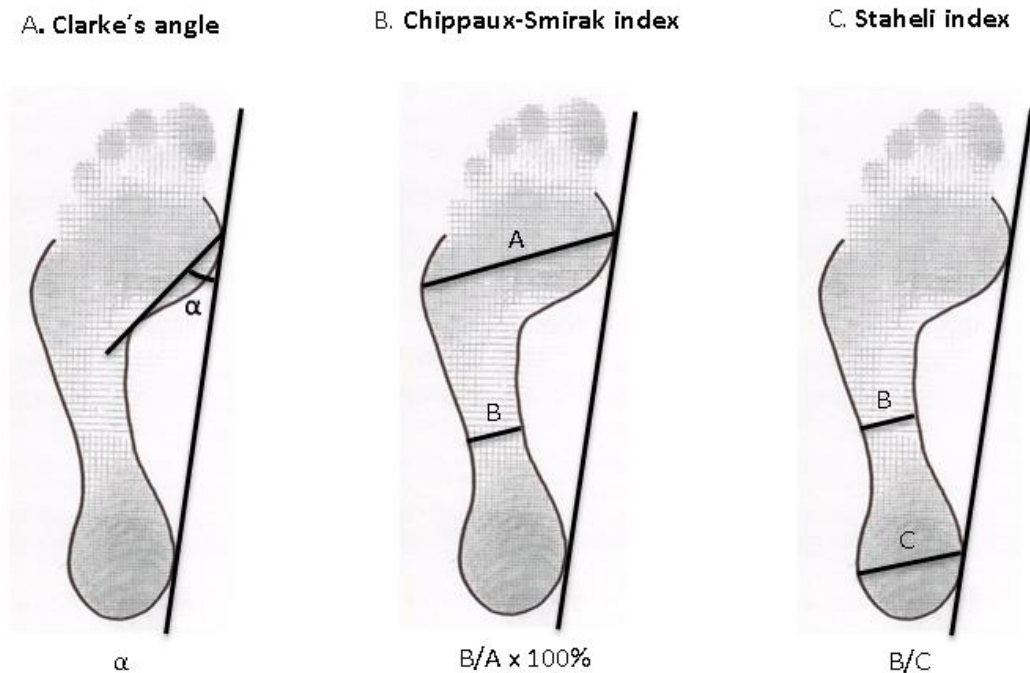 A. Clarke´s angle
B. Chippaux-Smirak index
C. Staheli index
α
A
B
B
C
α
B/A x 100%
B/C